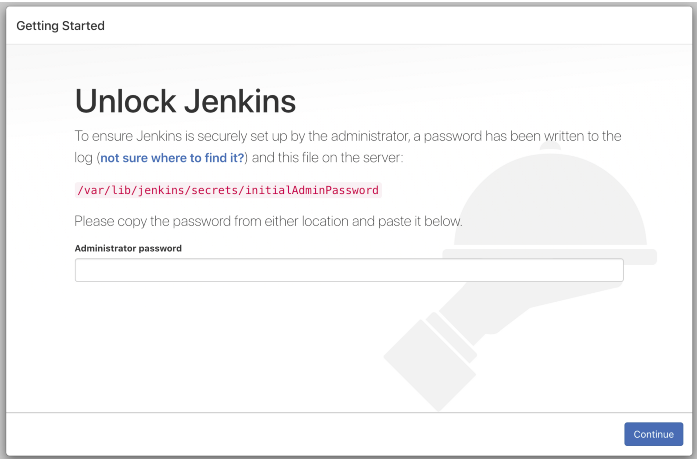 Getting Started
Unlock Jenkins
To ensure Jenkins is securely set up by the administrator, a password has been written to the
log (not sure where to find it?) and this file on the server:
/var/lib/jenkins/secrets/initialAdminPassword
Please copy the password from either location and paste it below.
Administrator password
Continue